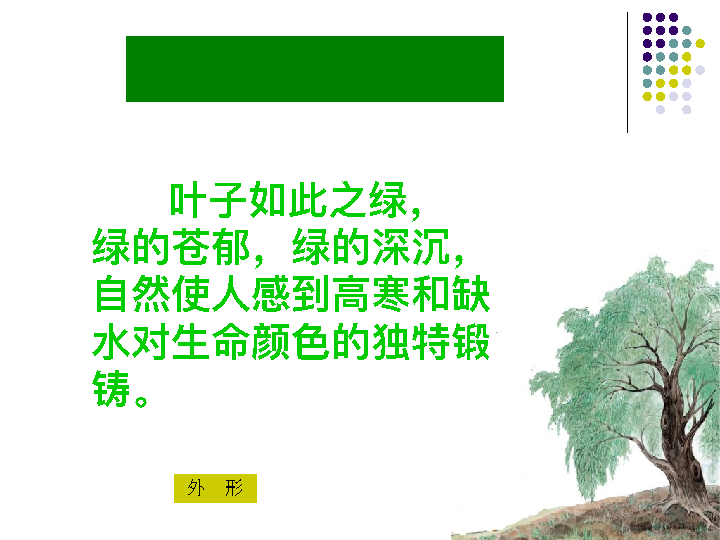 叶子如此之绿，
绿的苍郁，绿的深沉，
自然使人感到高寒和缺
水对生命颜色的独特锻
铸。
外 形